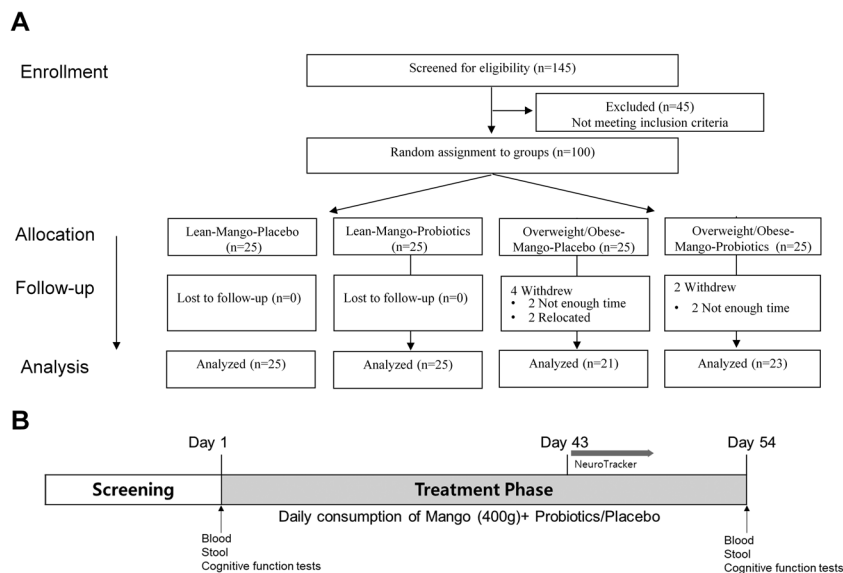 A
Enrollment
Screened for eligibility (n=145)
Excluded (n=45)
Not meeting inclusion criteria
Random assignment to groups (n=100)
Allocation
Lean-Mango-Placebo
(n=25)
Lean-Mango-Probiotics
(n=25)
Overweight/Obese-
Mango-Placebo (n=25)
Overweight/Obese-
Mango-Probiotics (n=25)
Follow-up
Lost to follow-up (n=0)
Lost to follow-up (n=0)
4 Withdrew
• 2 Not enough time
• 2 Relocated
2 Withdrew
• 2 Not enough time
Analysis
Analyzed (n=25)
Analyzed (n=25)
Analyzed (n=21)
Analyzed (n=23)
B
Day 1
Day 43
Day 54
NeuroTracker
Screening
Treatment Phase
Daily consumption of Mango (400g)+ Probiotics/Placebo
Blood
Stool
Cognitive function tests
Blood
Stool
Cognitive function tests